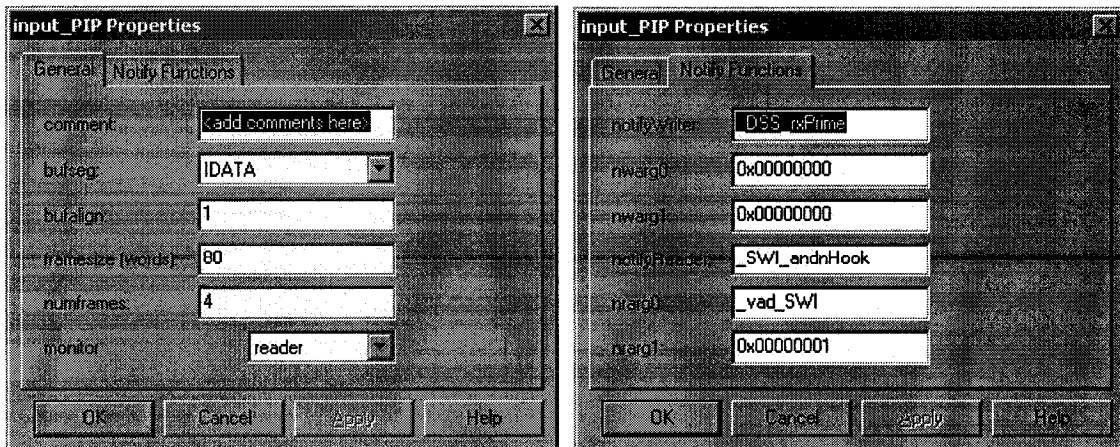 input_PIP Properties
General Notify Functions
comment: <add comments here>
bufseg: IDATA
bufalign: 1
framesize (words): 80
numframes: 4
monitor: reader
OK Cancel Apply Help
input_PIP Properties
General Notify Functions
notifyWriter: _DSS_rxPrime
nwarg0: 0x00000000
nwarg1: 0x00000000
notifyReader: _SWI_andnHook
nrarg0: _vad_SWI
nrarg1: 0x00000001
OK Cancel Apply Help